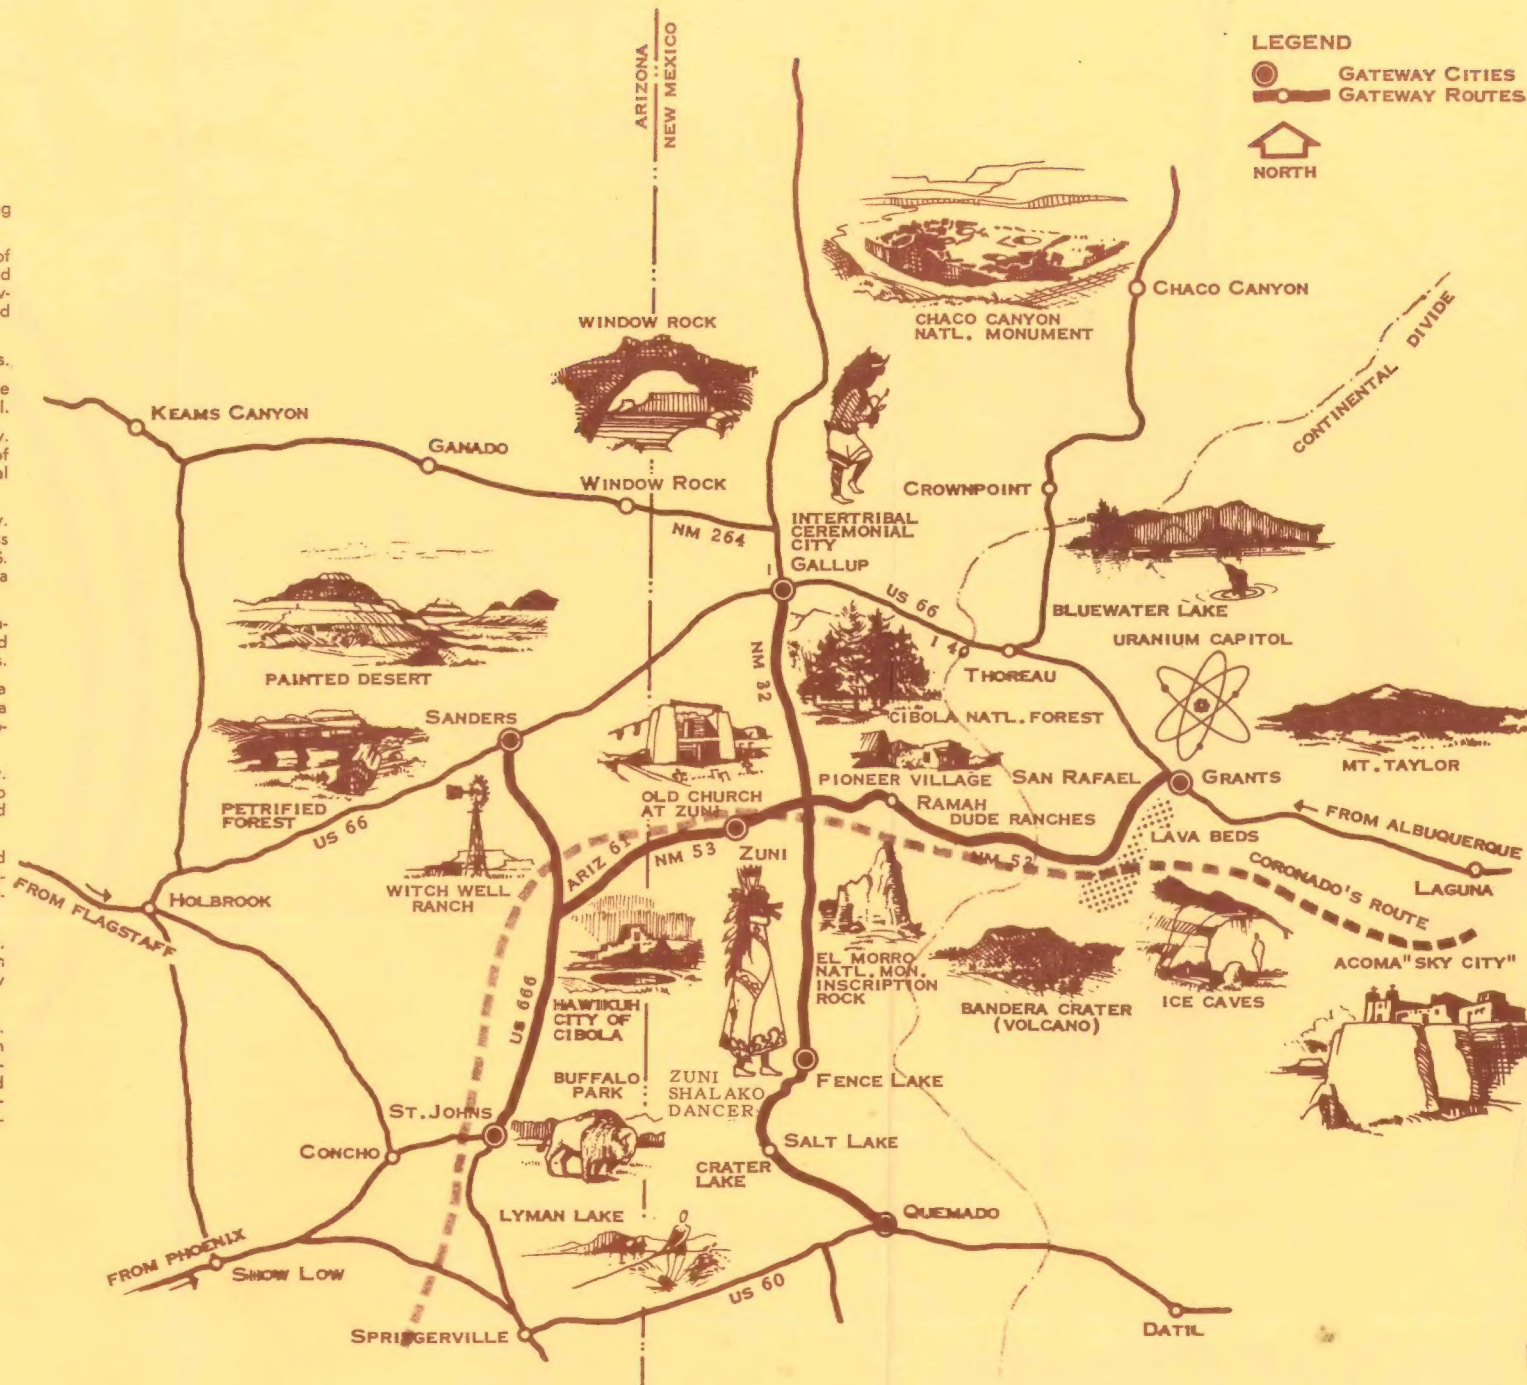 LEGEND
GATEWAY CITIES
GATEWAY ROUTES
NORTH
ARIZONA
NEW MEXICO
CHACO CANYON
CHACO CANYON
NATL. MONUMENT
CONTINENTAL DIVIDE
WINDOW ROCK
KEAMS CANYON
GANADO
WINDOW ROCK
NM 264
CROWNPOINT
INTERTRIBAL
CEREMONIAL
CITY
GALLUP
US 66
I 40
BLUEWATER LAKE
URANIUM CAPITOL
THOREAU
PAINTED DESERT
NM 32
CIBOLA NATL. FOREST
SANDERS
MT. TAYLOR
PIONEER VILLAGE
SAN RAFAEL
GRANTS
PETRIFIED
FOREST
US 66
OLD CHURCH
AT ZUNI
RAMAH
DUDE RANCHES
LAVA BEDS
FROM ALBUQUERQUE
ARIZ 61
NM 53
ZUNI
NM 53
CORONADO'S ROUTE
LAGUNA
WITCH WELL
RANCH
HOLBROOK
FROM FLAGSTAFF
ACOMA "SKY CITY"
EL MORRO
NATL. MON.
INSCRIPTION
ROCK
BANDERA CRATER
(VOLCANO)
ICE CAVES
HAWIKUH
CITY OF
CIBOLA
US 666
BUFFALO
PARK
ZUNI
SHALAKO
DANCERS
FENCE LAKE
ST. JOHNS
CONCHO
SALT LAKE
CRATER
LAKE
LYMAN LAKE
QUEMADO
FROM PHOENIX
SHOW LOW
US 60
SPRINGERVILLE
DATIL